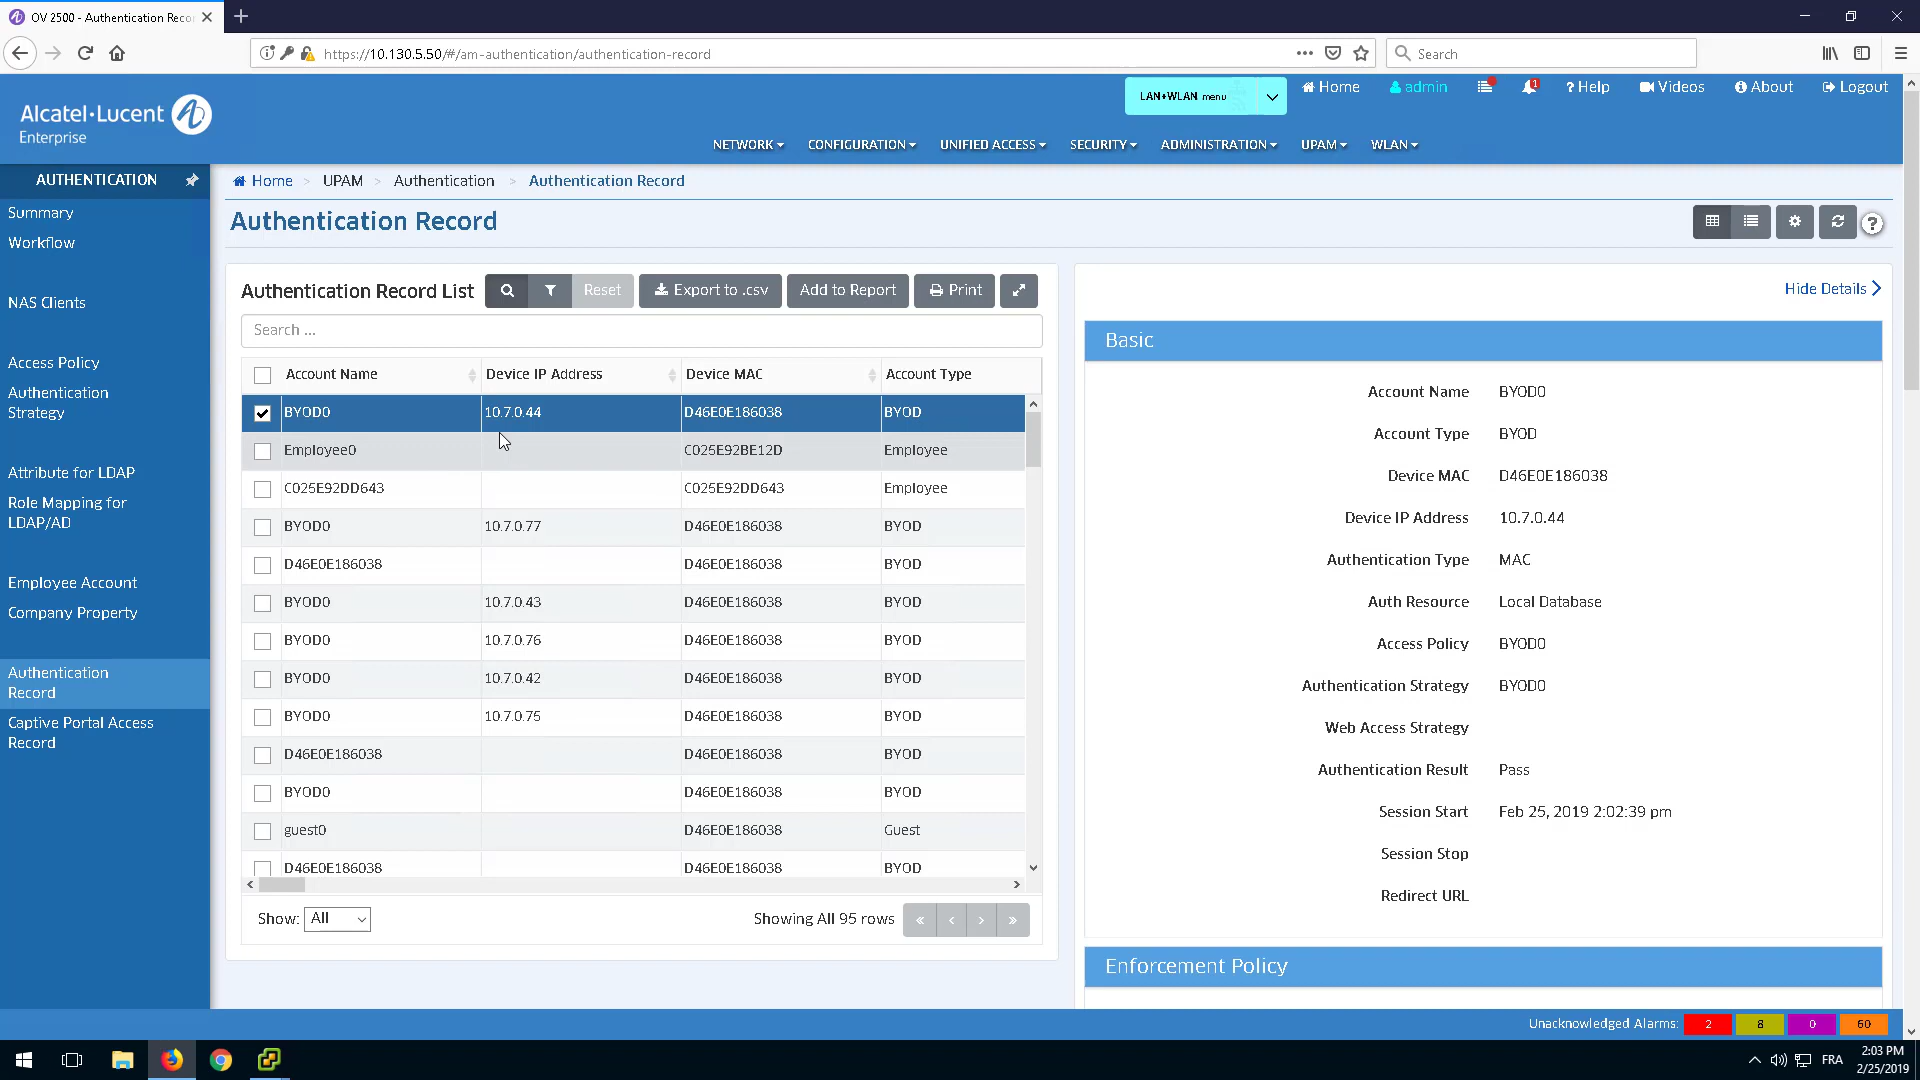 OV 2500 - Authentication Reco
https://10.130.5.50/#/am-authentication/authentication-record
Search
Alcatel·Lucent
Enterprise
LAN+WLAN menu
Home
admin
1
? Help
Videos
About
Logout
NETWORK
CONFIGURATION
UNIFIED ACCESS
SECURITY
ADMINISTRATION
UPAM
WLAN
AUTHENTICATION
Summary
Workflow
NAS Clients
Access Policy
Authentication
Strategy
Attribute for LDAP
Role Mapping for
LDAP/AD
Employee Account
Company Property
Authentication
Record
Captive Portal Access
Record
Home > UPAM > Authentication > Authentication Record
Authentication Record
Authentication Record List
Reset
Export to .csv
Add to Report
Print
Search ...
Account Name Device IP Address Device MAC Account Type
BYOD0 10.7.0.44 D46E0E186038 BYOD
Employee0 C025E92BE12D Employee
C025E92DD643 C025E92DD643 Employee
BYOD0 10.7.0.77 D46E0E186038 BYOD
D46E0E186038 D46E0E186038 BYOD
BYOD0 10.7.0.43 D46E0E186038 BYOD
BYOD0 10.7.0.76 D46E0E186038 BYOD
BYOD0 10.7.0.42 D46E0E186038 BYOD
BYOD0 10.7.0.75 D46E0E186038 BYOD
D46E0E186038 D46E0E186038 BYOD
BYOD0 D46E0E186038 BYOD
guest0 D46E0E186038 Guest
D46E0E186038 D46E0E186038 BYOD
Show: All
Showing All 95 rows
« ‹ › »
Hide Details
Basic
Account Name BYOD0
Account Type BYOD
Device MAC D46E0E186038
Device IP Address 10.7.0.44
Authentication Type MAC
Auth Resource Local Database
Access Policy BYOD0
Authentication Strategy BYOD0
Web Access Strategy
Authentication Result Pass
Session Start Feb 25, 2019 2:02:39 pm
Session Stop
Redirect URL
Enforcement Policy
Unacknowledged Alarms: 2 8 0 60
FRA
2:03 PM
2/25/2019